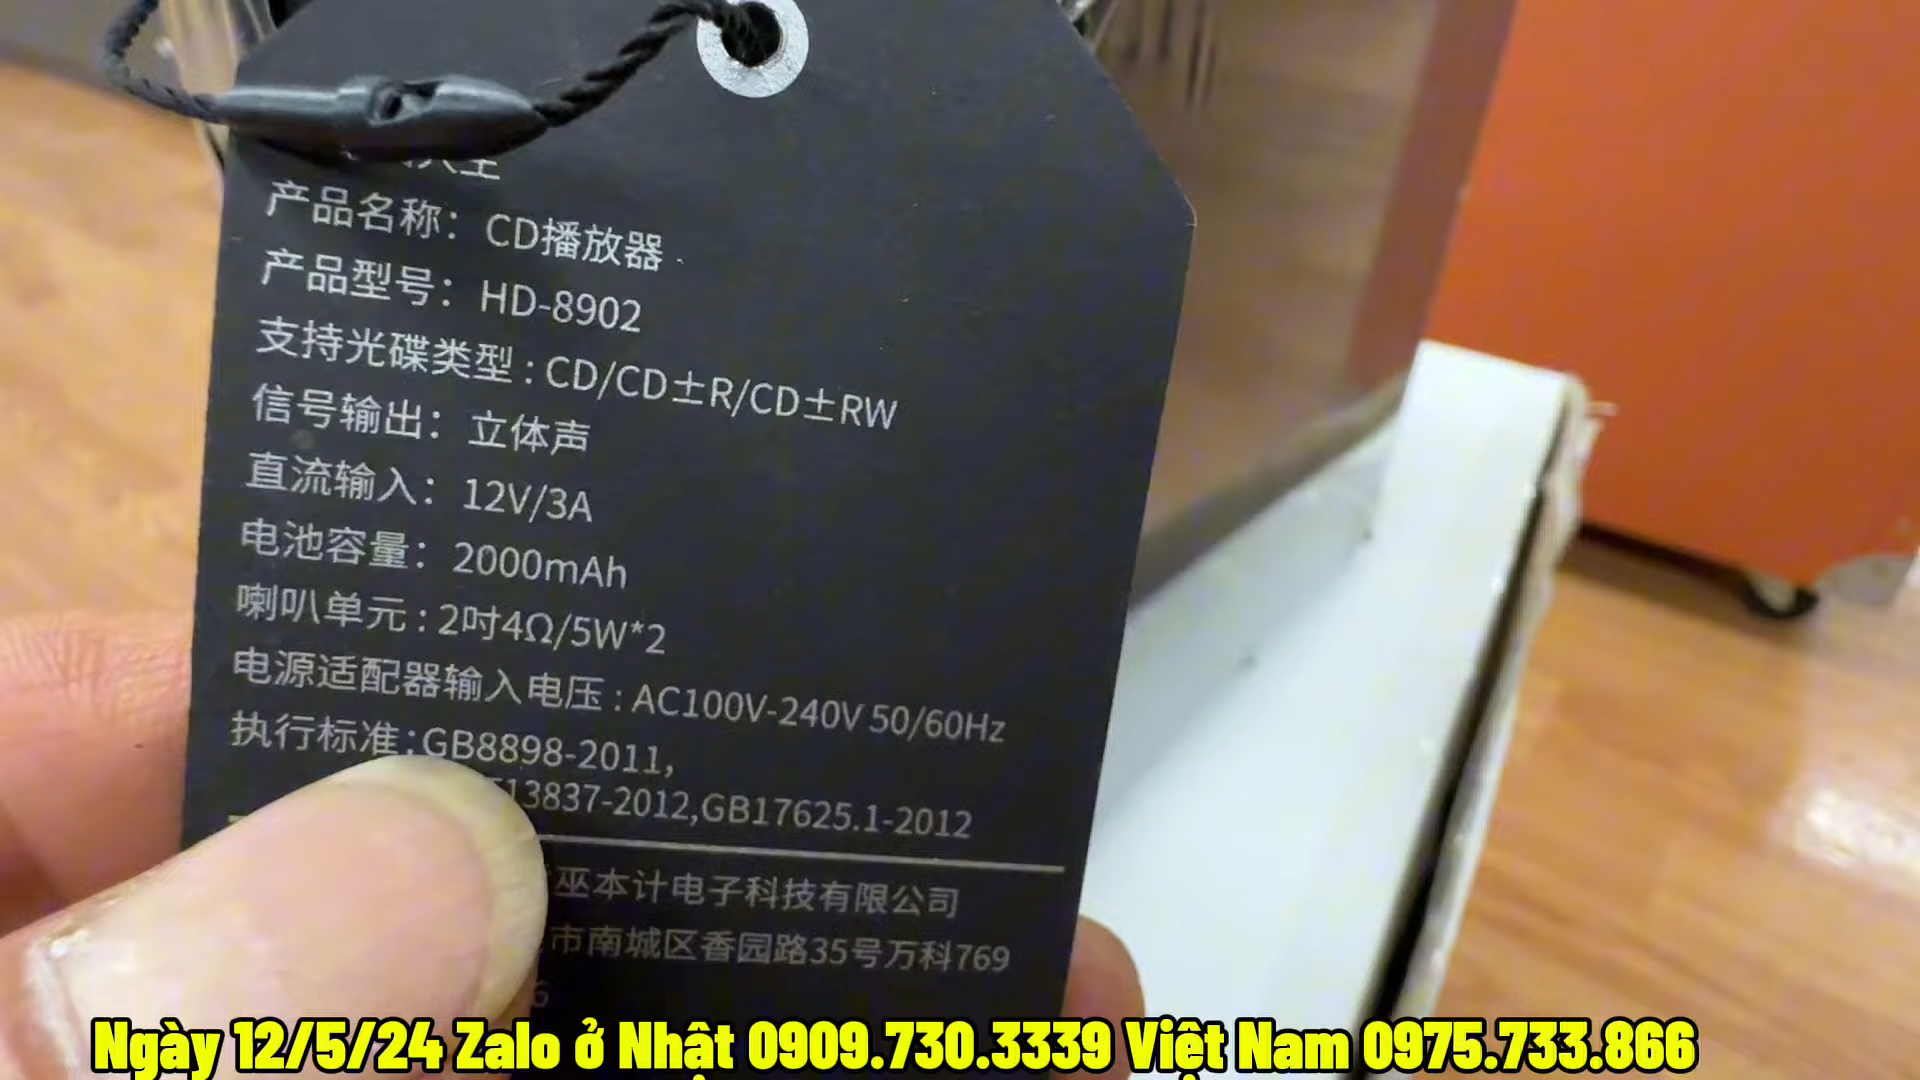 产品名称：CD播放器
产品型号：HD-8902
支持光碟类型：CD/CD±R/CD±RW
信号输出：立体声
直流输入：12V/3A
电池容量：2000mAh
喇叭单元：2吋4Ω/5W*2
电源适配器输入电压：AC100V-240V 50/60Hz
执行标准：GB8898-2011,
13837-2012,GB17625.1-2012
巫本计电子科技有限公司
市南城区香园路35号万科769
6
Ngày 12/5/24 Zalo ở Nhật 0909.730.3339 Việt Nam 0975.733.866